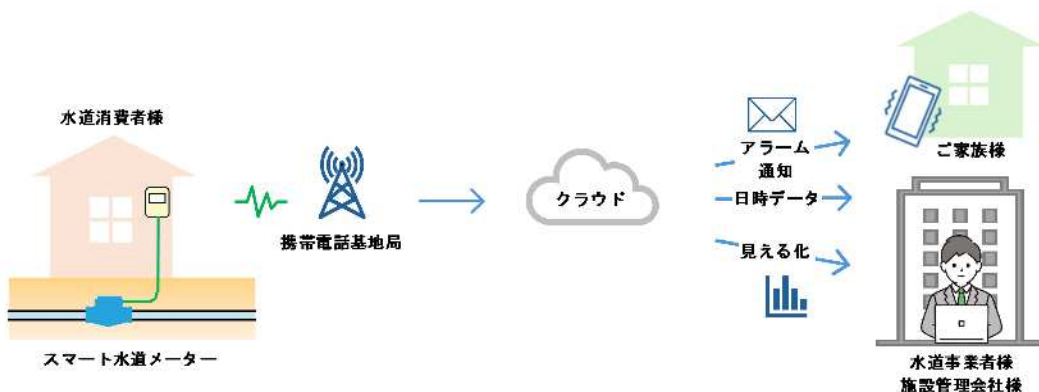 水道消費者様
スマート水道メーター
携帯電話基地局
クラウド
アラーム
通知
日時データ
見える化
ご家族様
水道事業者様
施設管理会社様